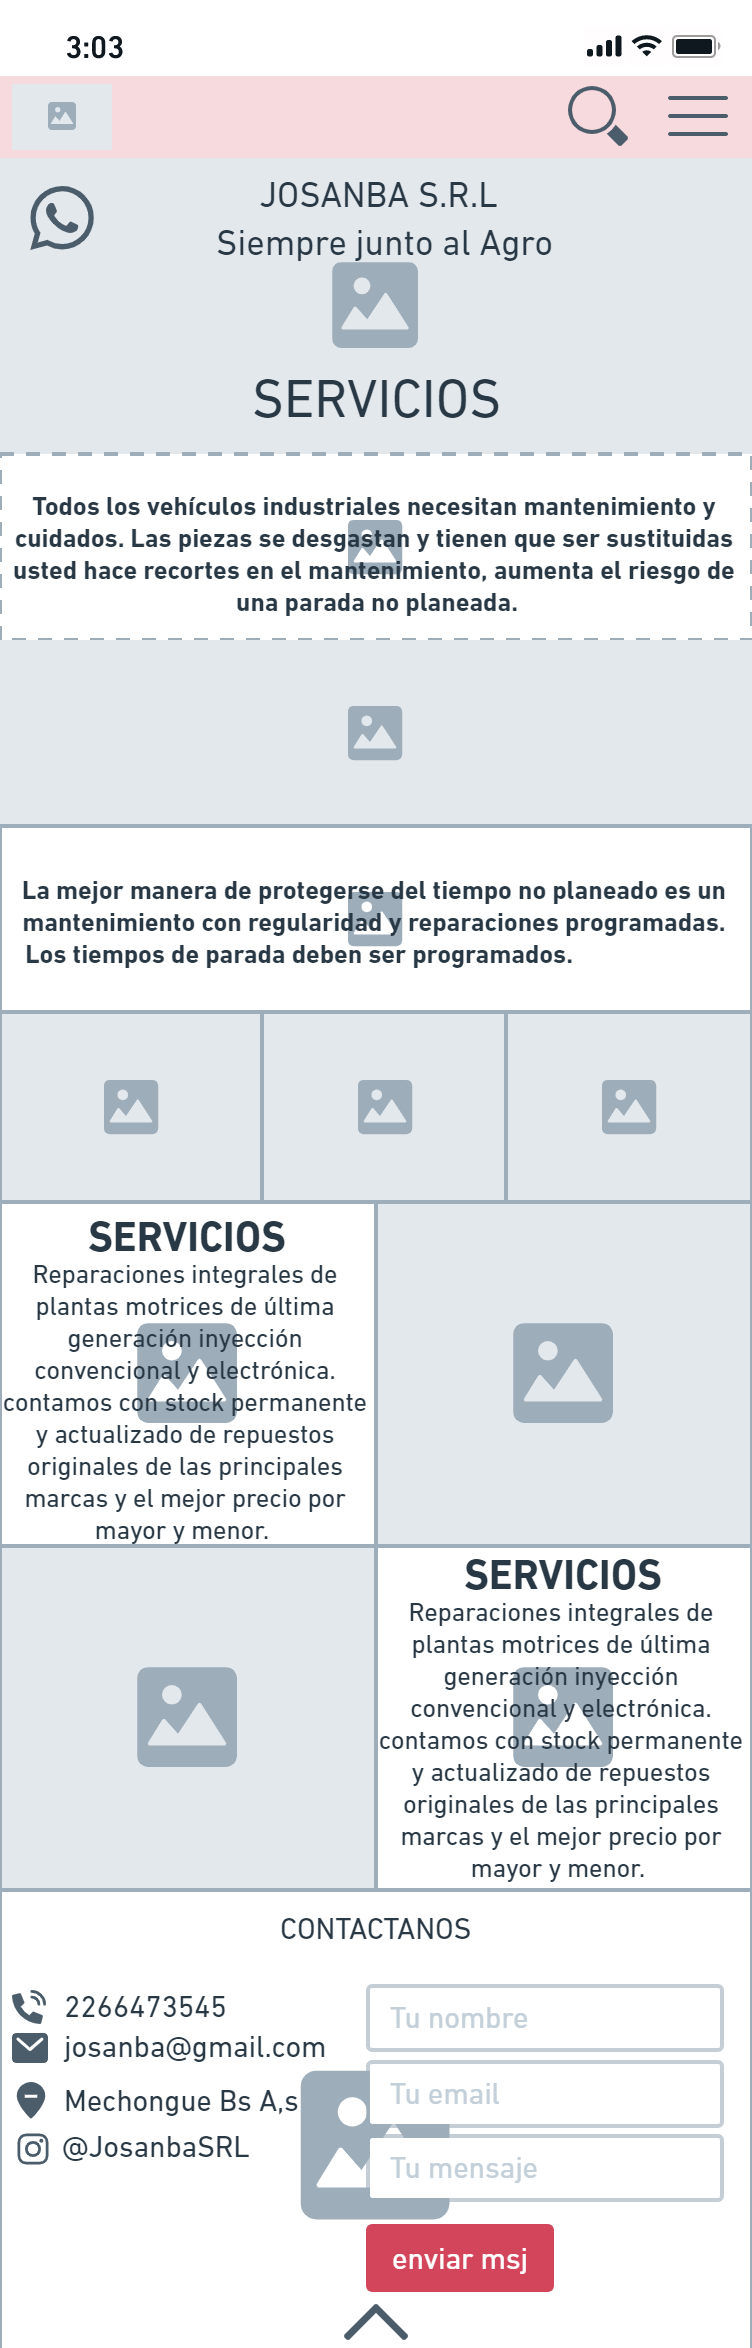 3:03
JOSANBA S.R.L
Siempre junto al Agro
SERVICIOS
Todos los vehículos industriales necesitan mantenimiento y
cuidados. Las piezas se desgastan y tienen que ser sustituidas
usted hace recortes en el mantenimiento, aumenta el riesgo de
una parada no planeada.
La mejor manera de protegerse del tiempo no planeado es un
mantenimiento con regularidad y reparaciones programadas.
Los tiempos de parada deben ser programados.
SERVICIOS
Reparaciones integrales de
plantas motrices de última
generación inyección
convencional y electrónica.
contamos con stock permanente
y actualizado de repuestos
originales de las principales
marcas y el mejor precio por
mayor y menor.
SERVICIOS
Reparaciones integrales de
plantas motrices de última
generación inyección
convencional y electrónica.
contamos con stock permanente
y actualizado de repuestos
originales de las principales
marcas y el mejor precio por
mayor y menor.
CONTACTANOS
2266473545
josanba@gmail.com
Mechongue Bs A,s
@JosanbaSRL
Tu nombre
Tu email
Tu mensaje
enviar msj